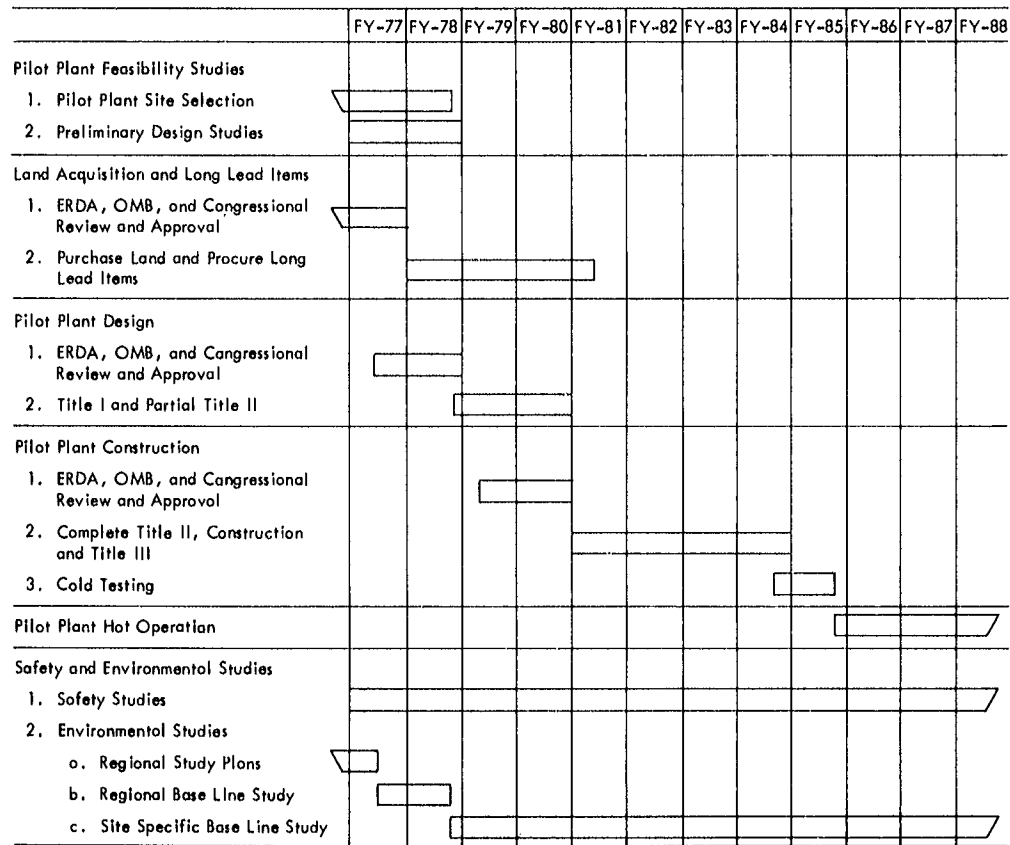 FY-77 FY-78 FY-79 FY-80 FY-81 FY-82 FY-83 FY-84 FY-85 FY-86 FY-87 FY-88
Pilot Plant Feasibility Studies
1. Pilot Plant Site Selection
2. Preliminary Design Studies
Land Acquisition and Long Lead Items
1. ERDA, OMB, and Congressional
Review and Approval
2. Purchase Land and Procure Long
Lead Items
Pilot Plant Design
1. ERDA, OMB, and Cangressional
Review and Approval
2. Title I and Partial Title II
Pilot Plant Construction
1. ERDA, OMB, and Cangressional
Review and Approvol
2. Complete Title II, Construction
and Title III
3. Cold Testing
Pilot Plant Hot Operation
Safety and Environmentol Studies
1. Sofety Studies
2. Environmentol Studies
o. Regional Study Plons
b. Regional Base LIne Study
c. Site Specific Base Line Study